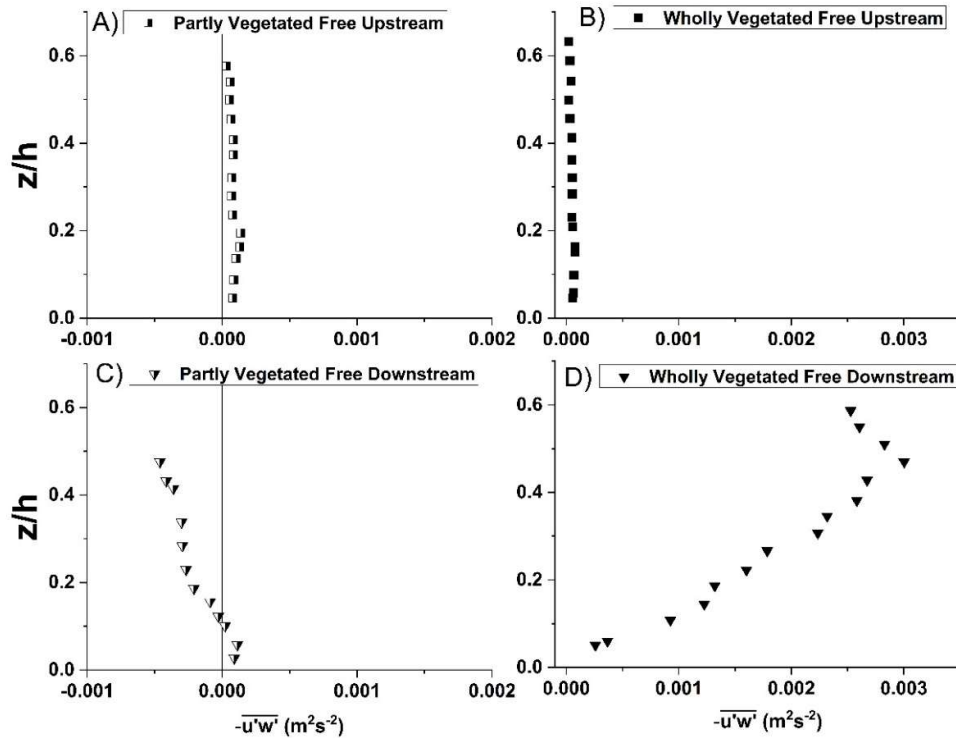 A) Partly Vegetated Free Upstream
B) Wholly Vegetated Free Upstream
0.6
0.4
0.2
0.0
z/h
-0.001 0.000 0.001 0.002
0.6
0.4
0.2
0.0
0.000 0.001 0.002 0.003
C) Partly Vegetated Free Downstream
D) Wholly Vegetated Free Downstream
0.6
0.4
0.2
0.0
z/h
-0.001 0.000 0.001 0.002
-u'w' (m²s⁻²)
0.6
0.4
0.2
0.0
0.000 0.001 0.002 0.003
-u'w' (m²s⁻²)